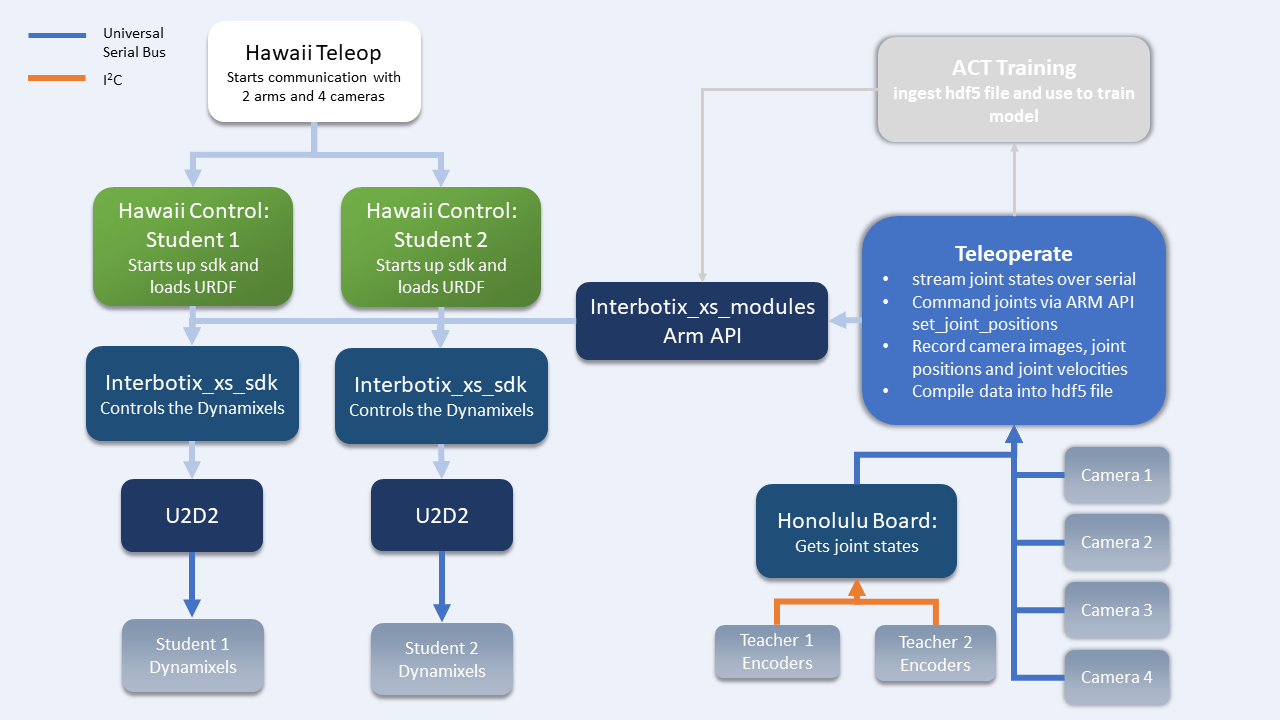 Universal
Serial Bus
I²C
Hawaii Teleop
Starts communication with
2 arms and 4 cameras
ACT Training
ingest hdf5 file and use to train
model
Hawaii Control:
Student 1
Starts up sdk and
loads URDF
Hawaii Control:
Student 2
Starts up sdk and
loads URDF
Interbotix_xs_modules
Arm API
Teleoperate
• stream joint states over serial
• Command joints via ARM API
set_joint_positions
• Record camera images, joint
positions and joint velocities
• Compile data into hdf5 file
Interbotix_xs_sdk
Controls the Dynamixels
Interbotix_xs_sdk
Controls the Dynamixels
U2D2
U2D2
Honolulu Board:
Gets joint states
Camera 1
Camera 2
Camera 3
Camera 4
Student 1
Dynamixels
Student 2
Dynamixels
Teacher 1
Encoders
Teacher 2
Encoders